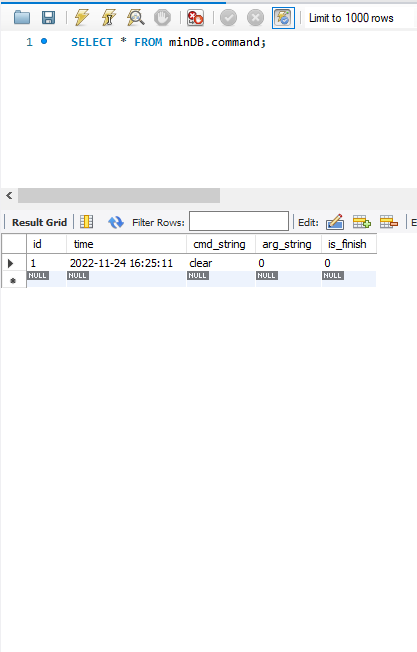 Limit to 1000 rows
1 SELECT * FROM minDB.command;
Result Grid Filter Rows: Edit: E
id time cmd_string arg_string is_finish
1 2022-11-24 16:25:11 clear 0 0
NULL NULL NULL NULL NULL